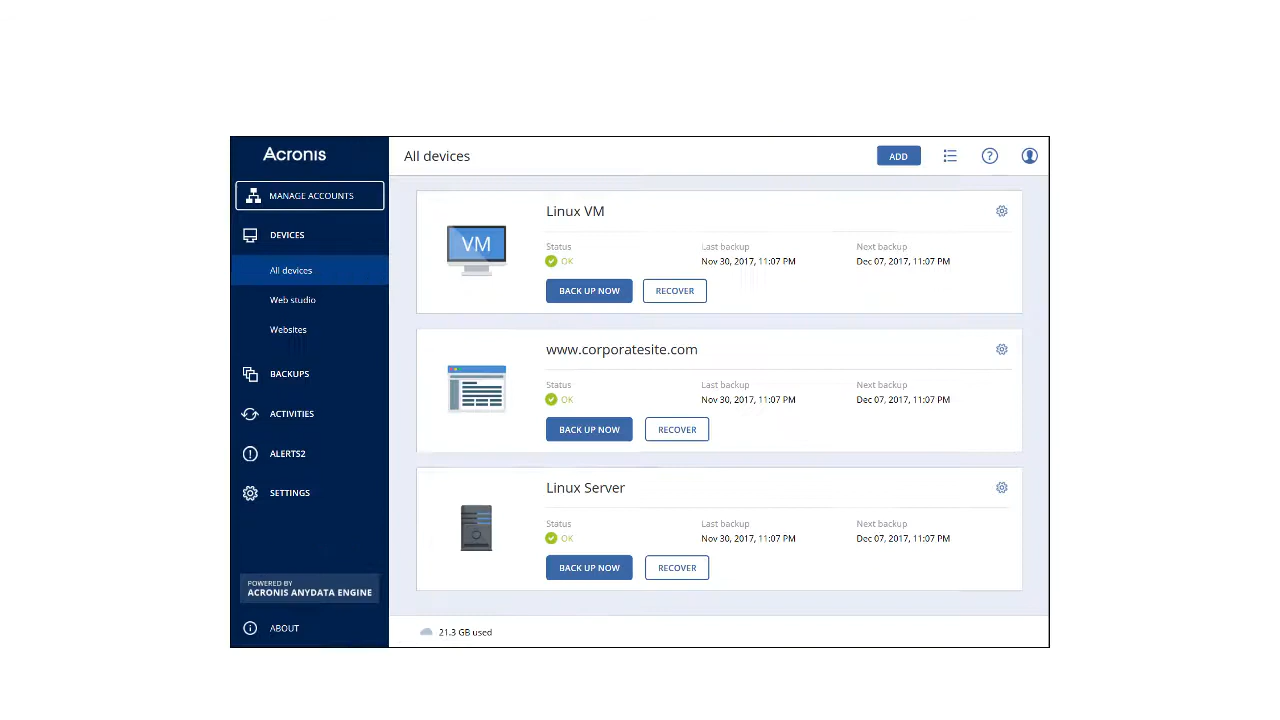 Acronis
All devices
ADD
MANAGE ACCOUNTS
DEVICES
All devices
Web studio
Websites
BACKUPS
ACTIVITIES
ALERTS2
SETTINGS
POWERED BY
ACRONIS ANYDATA ENGINE
ABOUT
Linux VM
VM
Status Last backup Next backup
OK Nov 30, 2017, 11:07 PM Dec 07, 2017, 11:07 PM
BACK UP NOW RECOVER
www.corporatesite.com
Status Last backup Next backup
OK Nov 30, 2017, 11:07 PM Dec 07, 2017, 11:07 PM
BACK UP NOW RECOVER
Linux Server
Status Last backup Next backup
OK Nov 30, 2017, 11:07 PM Dec 07, 2017, 11:07 PM
BACK UP NOW RECOVER
21.3 GB used